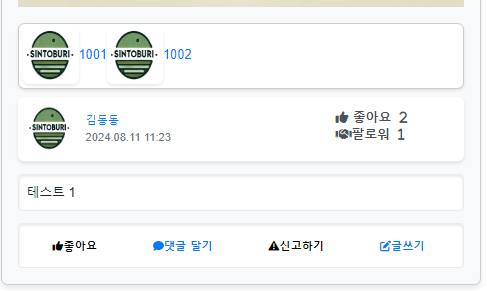 ·SINTOBURI· 1001 ·SINTOBURI· 1002
·SINTOBURI·
김동동
2024.08.11 11:23
좋아요 2
팔로워 1
테스트 1
좋아요 댓글 달기 신고하기 글쓰기